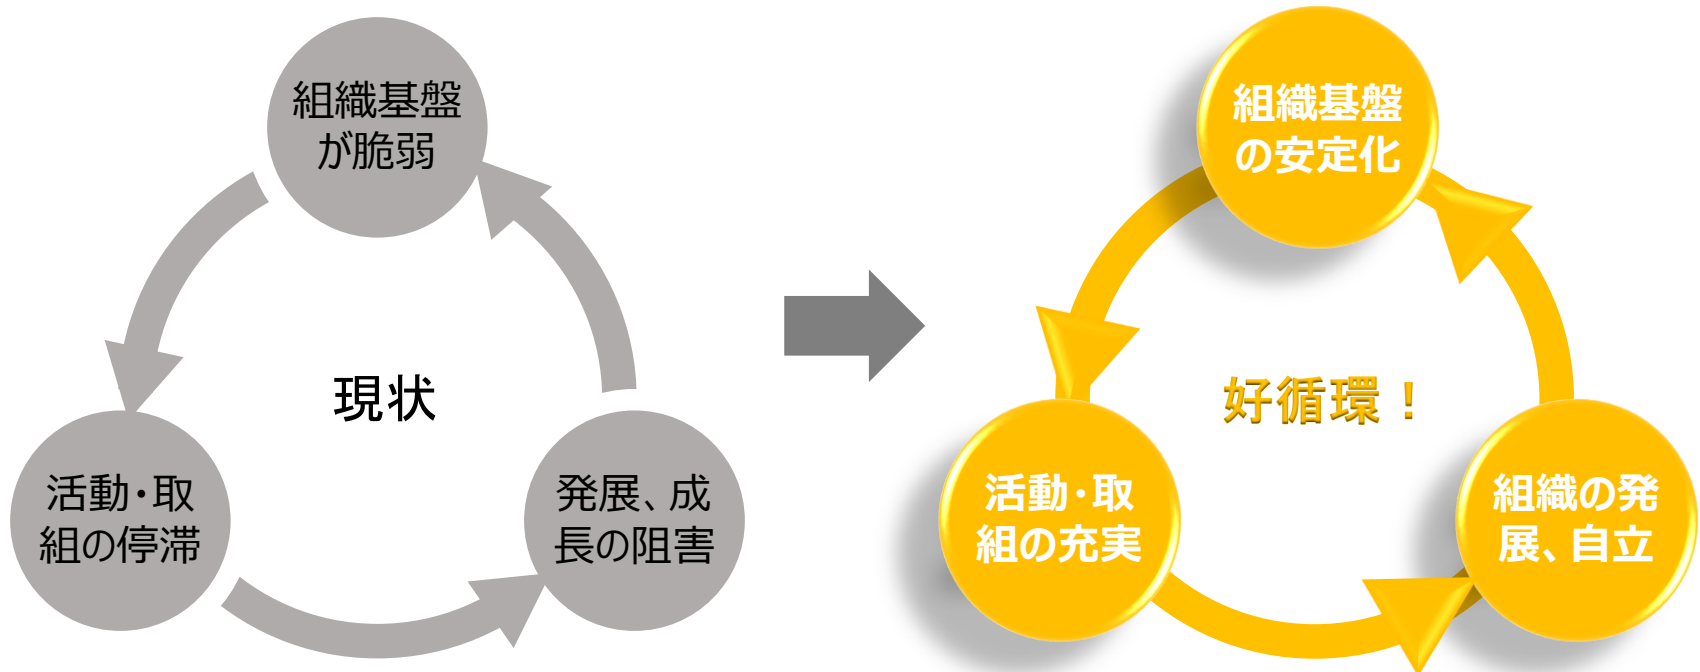 組織基盤
が脆弱
現状
活動・取
組の停滞
発展、成
長の阻害
組織基盤
の安定化
好循環！
活動・取
組の充実
組織の発
展、自立